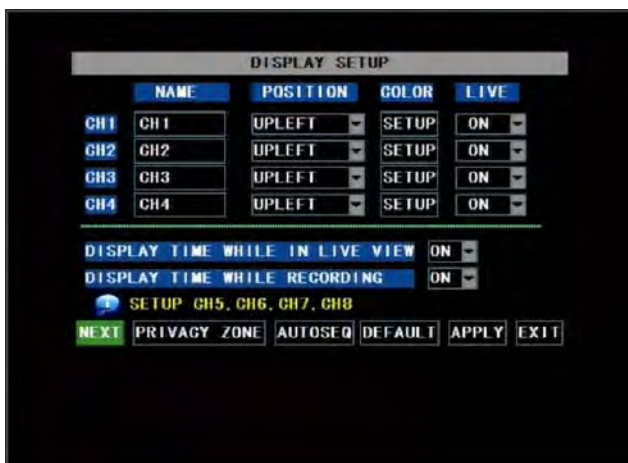 DISPLAY SETUP
NAME POSITION COLOR LIVE
CH1 CH1 UPLEFT SETUP ON
CH2 CH2 UPLEFT SETUP ON
CH3 CH3 UPLEFT SETUP ON
CH4 CH4 UPLEFT SETUP ON
DISPLAY TIME WHILE IN LIVE VIEW ON
DISPLAY TIME WHILE RECORDING ON
SETUP CH5, CH6, CH7, CH8
NEXT PRIVACY ZONE AUTOSEQ DEFAULT APPLY EXIT